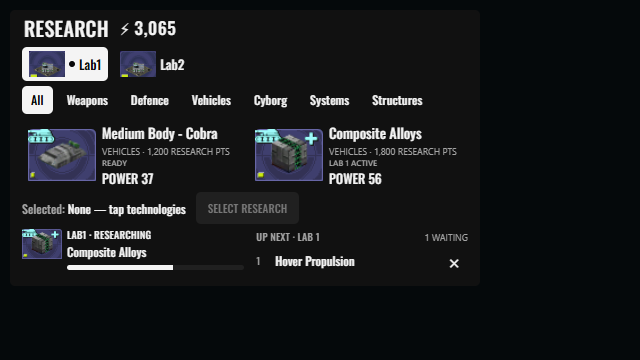 RESEARCH ⚡ 3,065
Lab1 Lab2
All Weapons Defence Vehicles Cyborg Systems Structures
Medium Body - Cobra
VEHICLES · 1,200 RESEARCH PTS
READY
POWER 37
Composite Alloys
VEHICLES · 1,800 RESEARCH PTS
LAB 1 ACTIVE
POWER 56
Selected: None — tap technologies SELECT RESEARCH
LAB1 · RESEARCHING
Composite Alloys
UP NEXT · LAB 1 1 WAITING
1 Hover Propulsion ×